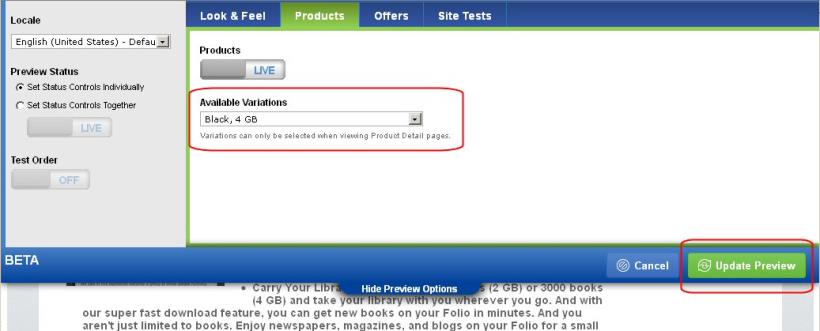 Locale
English (United States) - Defau
Preview Status
Set Status Controls Individually
Set Status Controls Together
LIVE
Test Order
OFF
Look & Feel
Products
Offers
Site Tests
Products
LIVE
Available Variations
Black, 4 GB
Variations can only be selected when viewing Product Detail pages.
BETA
Cancel
Update Preview
Hide Preview Options
Carry Your Libra s (2 GB) or 3000 books
(4 GB) and take your library with you wherever you go. And with
our super fast download feature, you can get new books on your Folio in minutes. And you
aren't just limited to books. Enjoy newspapers, magazines, and blogs on your Folio for a small